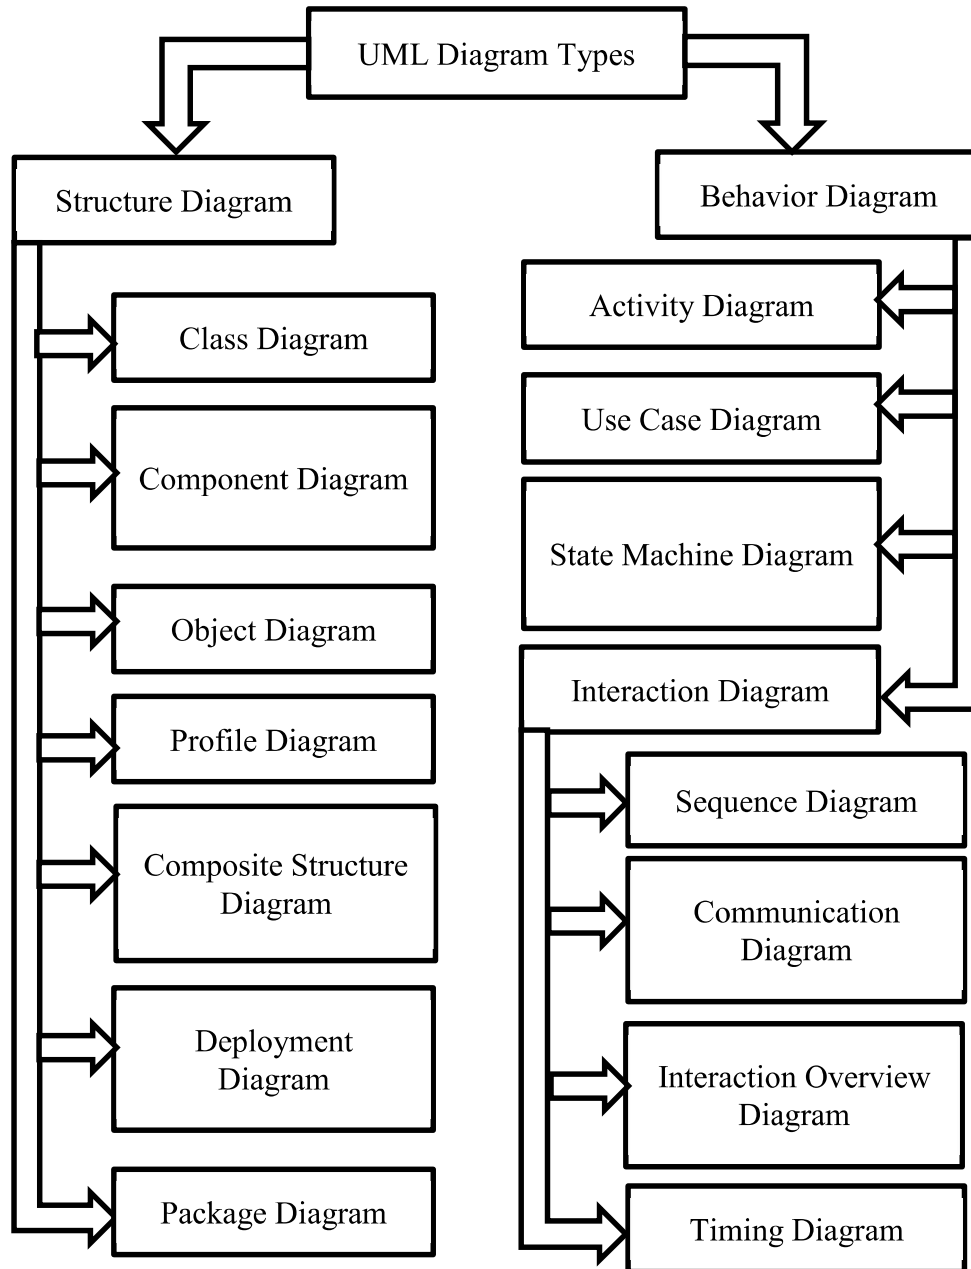 UML Diagram Types
Structure Diagram
Class Diagram
Component Diagram
Object Diagram
Profile Diagram
Composite Structure
Diagram
Deployment
Diagram
Package Diagram
Behavior Diagram
Activity Diagram
Use Case Diagram
State Machine Diagram
Interaction Diagram
Sequence Diagram
Communication
Diagram
Interaction Overview
Diagram
Timing Diagram